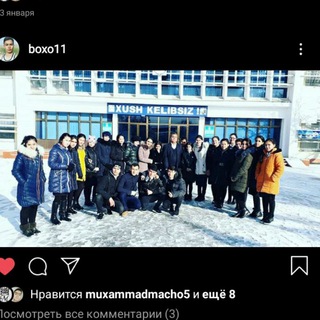 3 января
boxo11
XUSH KELIBSIZ !
Нравится muxammadmacho5 и ещё 8
Посмотреть все комментарии (3)